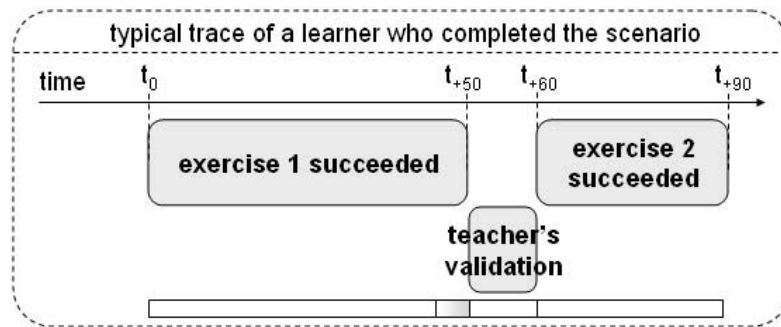 typical trace of a learner who completed the scenario
time t0 t+50 t+60 t+90
exercise 1 succeeded
exercise 2
succeeded
teacher's
validation